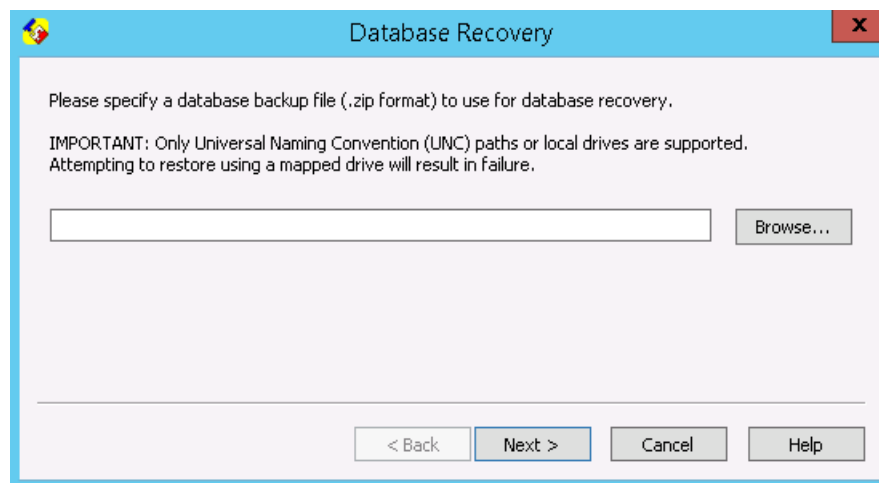 Database Recovery
x
Please specify a database backup file (.zip format) to use for database recovery.
IMPORTANT: Only Universal Naming Convention (UNC) paths or local drives are supported.
Attempting to restore using a mapped drive will result in failure.
Browse...
< Back
Next >
Cancel
Help